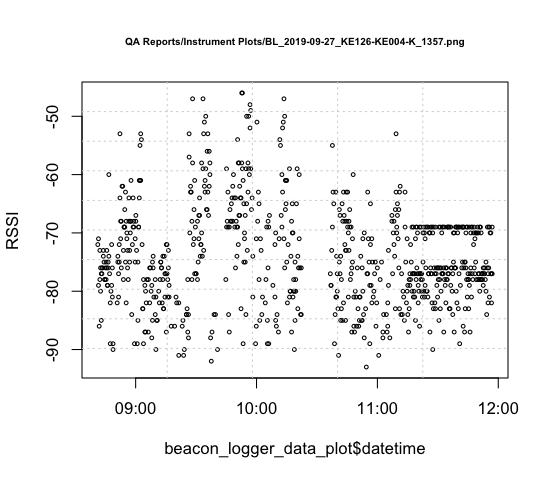 QA Reports/Instrument Plots/BL_2019-09-27_KE126-KE004-K_1357.png
-50
-60
-70
-80
-90
RSSI
09:00 10:00 11:00 12:00
beacon_logger_data_plot$datetime